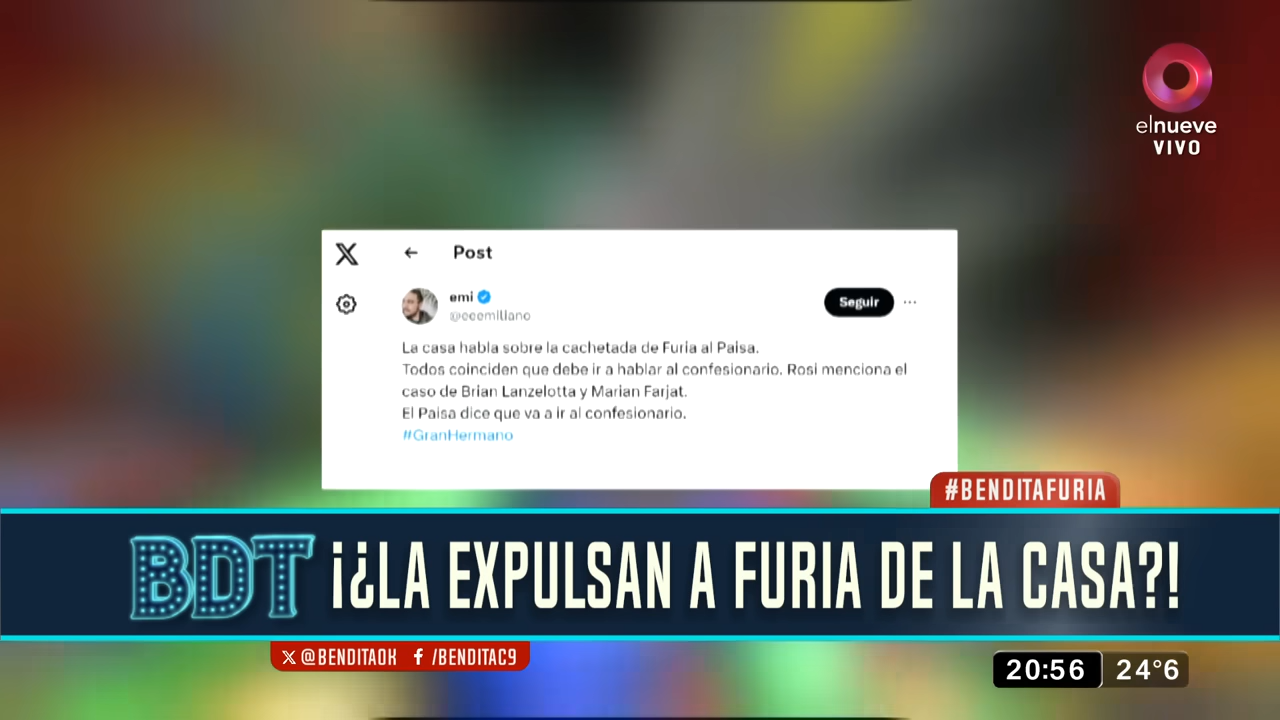 elnueve
VIVO
Post
emi
@eeemiliano
Seguir
La casa habla sobre la cachetada de Furia al Paisa.
Todos coinciden que debe ir a hablar al confesionario. Rosi menciona el
caso de Brian Lanzelotta y Marian Farjat.
El Paisa dice que va a ir al confesionario.
#GranHermano
#BENDITAFURIA
BDT ¡¿LA EXPULSAN A FURIA DE LA CASA?!
@BENDITAOK /BENDITAC9
20:56 24°6